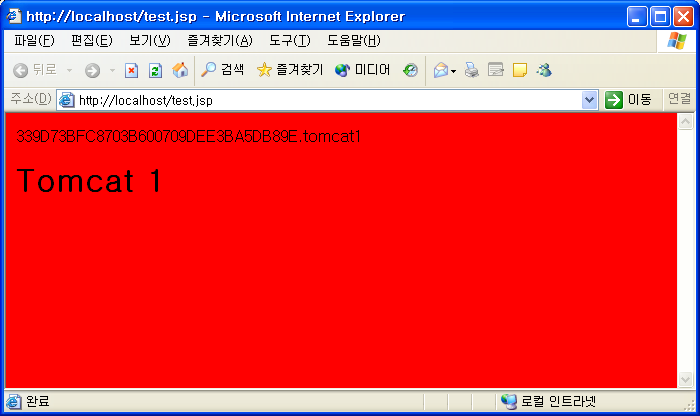 http://localhost/test.jsp - Microsoft Internet Explorer
파일(F) 편집(E) 보기(V) 즐겨찾기(A) 도구(T) 도움말(H)
뒤로 검색 즐겨찾기 미디어
주소(D) http://localhost/test.jsp 이동 연결
339D73BFC8703B600709DEE3BA5DB89E.tomcat1
Tomcat 1
완료 로컬 인트라넷